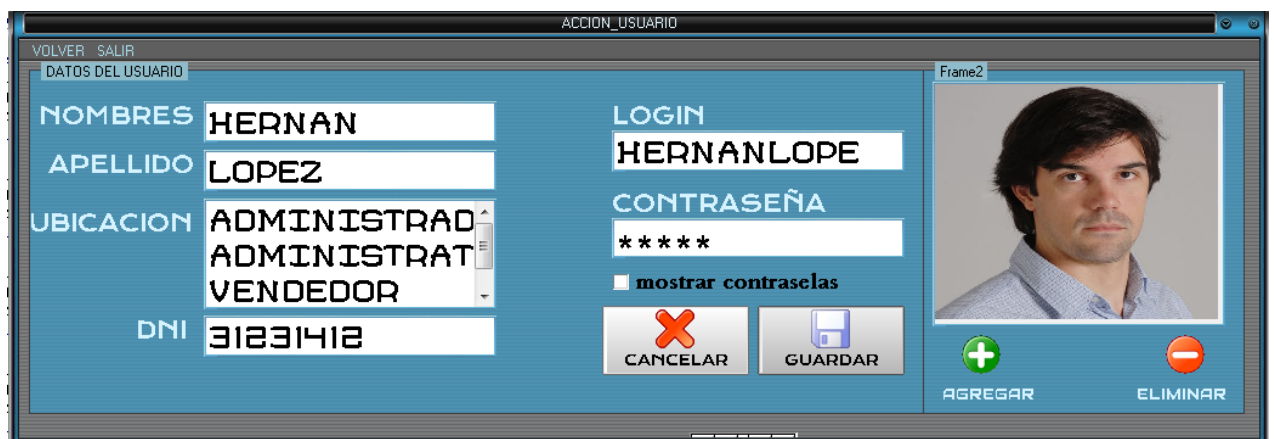 ACCION_USUARIO
VOLVER SALIR
DATOS DEL USUARIO
NOMBRES
HERNAN
APELLIDO
LOPEZ
UBICACION
ADMINISTRAD
ADMINISTRAT
VENDEDOR
DNI
31231412
LOGIN
HERNANLOPE
CONTRASEÑA
*****
mostrar contraselas
CANCELAR
GUARDAR
Frame2
AGREGAR
ELIMINAR